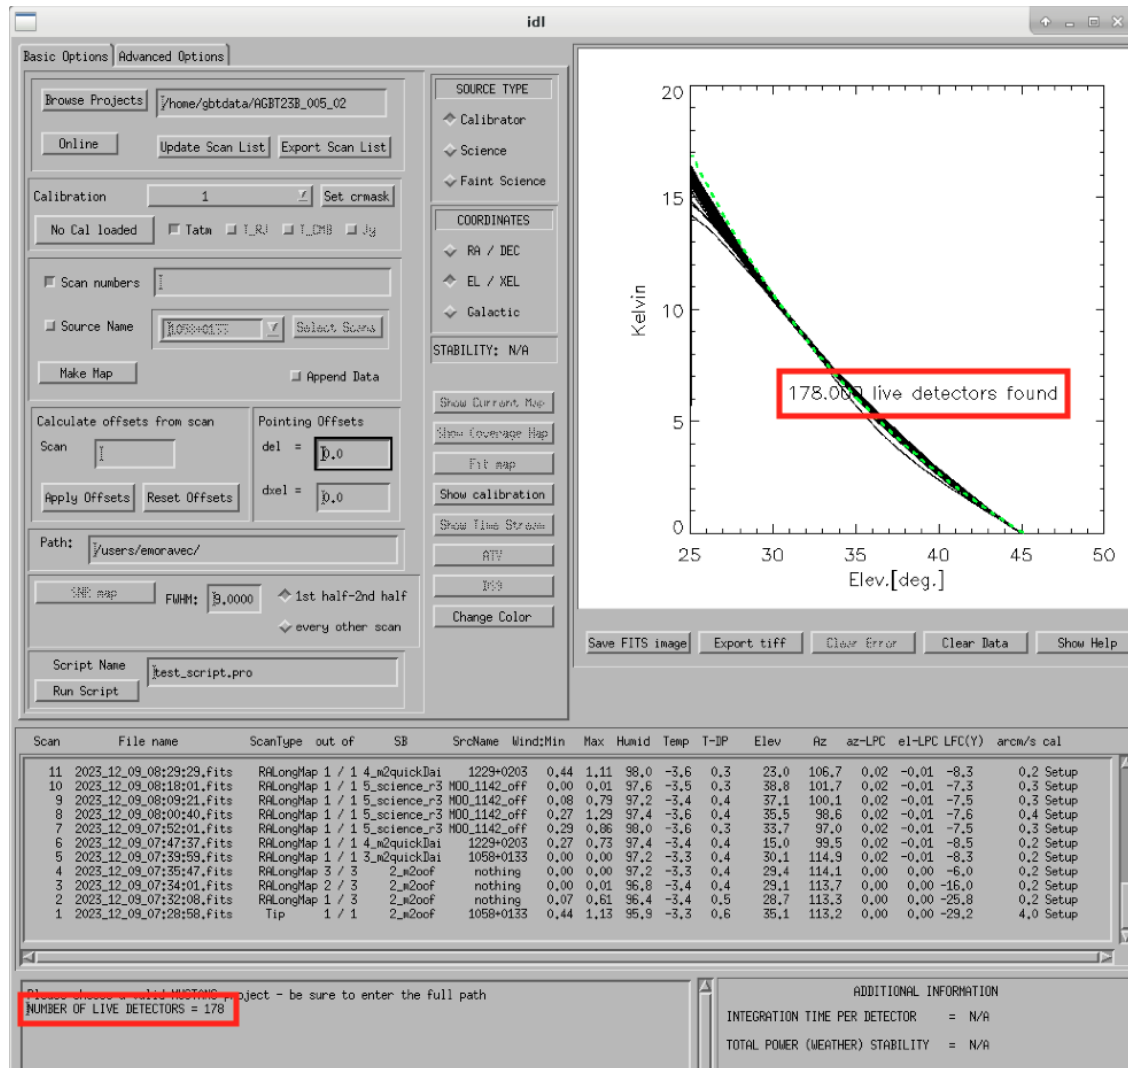 idl
Basic Options Advanced Options
Browse Projects /home/gbtdata/AGBT23B_005_02
Online Update Scan List Export Scan List
Calibration 1 Set crmask
No Cal loaded Tatm T_RJ T_CMB Jy
Scan numbers
Source Name 1058+0133 Select Scans
Make Map Append Data
Calculate offsets from scan
Scan
Apply Offsets Reset Offsets
Pointing Offsets
del = 0.0
dxel = 0.0
Path: /users/emoravec/
SNR map FWHM: 9.0000 1st half-2nd half
every other scan
Script Name test_script.pro
Run Script
SOURCE TYPE
Calibrator
Science
Faint Science
COORDINATES
RA / DEC
EL / XEL
Galactic
STABILITY: N/A
Show Current Map
Show Coverage Map
Fit map
Show calibration
Show Time Stream
ATV
DS9
Change Color
20
15
10
5
0
Kelvin
178.000 live detectors found
25 30 35 40 45 50
Elev.[deg.]
Save FITS image Export tiff Clear Error Clear Data Show Help
Scan File name ScanType out of SB SrcName Wind:Min Max Humid Temp T-DP Elev Az az-LPC el-LPC LFC(Y) arcm/s cal
11 2023_12_09_08:29:29.fits RALongMap 1 / 1 4_m2quickDai 1229+0203 0.44 1.11 98.0 -3.6 0.3 23.0 106.7 0.02 -0.01 -8.3 0.2 Setup
10 2023_12_09_08:18:01.fits RALongMap 1 / 1 5_science_r3 MOO_1142_off 0.00 0.01 97.6 -3.5 0.3 38.8 101.7 0.02 -0.01 -7.3 0.3 Setup
9 2023_12_09_08:09:21.fits RALongMap 1 / 1 5_science_r3 MOO_1142_off 0.08 0.79 97.2 -3.4 0.4 37.1 100.1 0.02 -0.01 -7.5 0.3 Setup
8 2023_12_09_08:00:40.fits RALongMap 1 / 1 5_science_r3 MOO_1142_off 0.27 1.29 97.4 -3.6 0.4 35.5 98.6 0.02 -0.01 -7.6 0.4 Setup
7 2023_12_09_07:52:01.fits RALongMap 1 / 1 5_science_r3 MOO_1142_off 0.29 0.86 98.0 -3.6 0.3 33.7 97.0 0.02 -0.01 -7.5 0.3 Setup
6 2023_12_09_07:47:37.fits RALongMap 1 / 1 4_m2quickDai 1229+0203 0.27 0.73 97.4 -3.4 0.4 15.0 99.5 0.02 -0.01 -8.5 0.2 Setup
5 2023_12_09_07:39:59.fits RALongMap 1 / 1 3_m2quickDai 1058+0133 0.00 0.00 97.2 -3.3 0.4 30.1 114.9 0.02 -0.01 -8.3 0.2 Setup
4 2023_12_09_07:35:47.fits RALongMap 3 / 3 2_m2oof nothing 0.00 0.00 97.2 -3.3 0.4 29.4 114.1 0.00 0.00 -6.0 0.2 Setup
3 2023_12_09_07:34:01.fits RALongMap 2 / 3 2_m2oof nothing 0.00 0.01 96.8 -3.4 0.4 29.1 113.7 0.00 0.00 -16.0 0.2 Setup
2 2023_12_09_07:32:08.fits RALongMap 1 / 3 2_m2oof nothing 0.07 0.61 96.4 -3.4 0.5 28.7 113.3 0.00 0.00 -25.8 0.2 Setup
1 2023_12_09_07:28:58.fits Tip 1 / 1 2_m2oof 1058+0133 0.44 1.13 95.9 -3.3 0.6 35.1 113.2 0.00 0.00 -29.2 4.0 Setup
Please choose a valid MUSTANG project - be sure to enter the full path
NUMBER OF LIVE DETECTORS = 178
ADDITIONAL INFORMATION
INTEGRATION TIME PER DETECTOR = N/A
TOTAL POWER (WEATHER) STABILITY = N/A